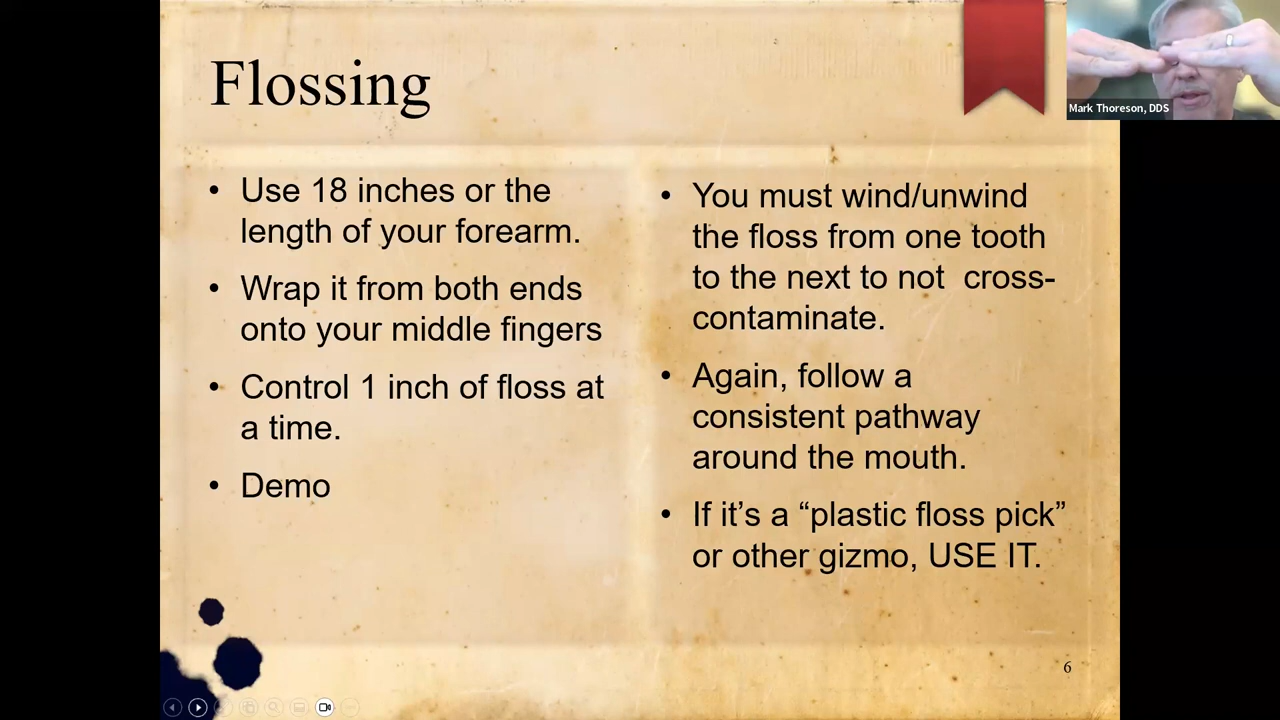 Flossing
Mark Thoreson, DDS
• Use 18 inches or the
length of your forearm.
• Wrap it from both ends
onto your middle fingers
• Control 1 inch of floss at
a time.
• Demo
• You must wind/unwind
the floss from one tooth
to the next to not  cross-
contaminate.
• Again, follow a
consistent pathway
around the mouth.
• If it’s a “plastic floss pick”
or other gizmo, USE IT.
6